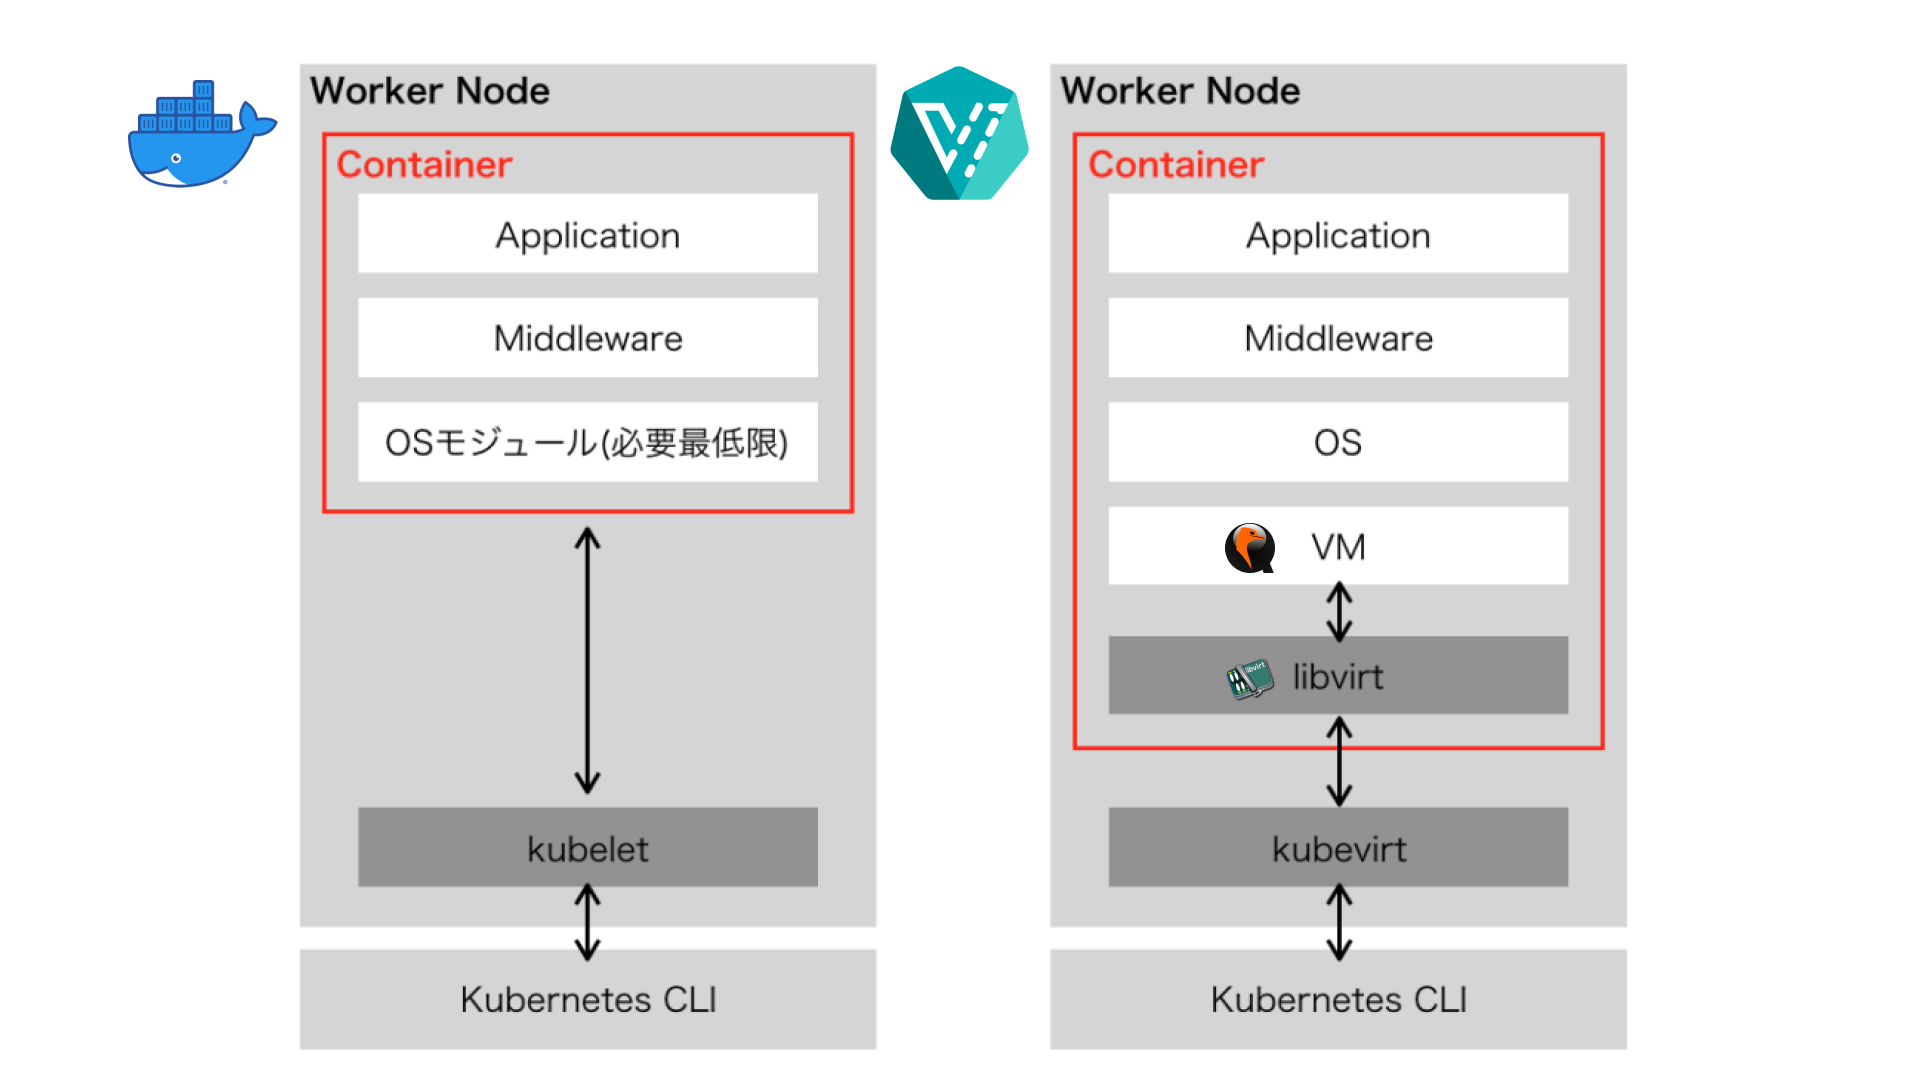 Worker Node
Container
Application
Middleware
OSモジュール(必要最低限)
kubelet
Kubernetes CLI
Worker Node
Container
Application
Middleware
OS
VM
libvirt
libvirt
kubevirt
Kubernetes CLI